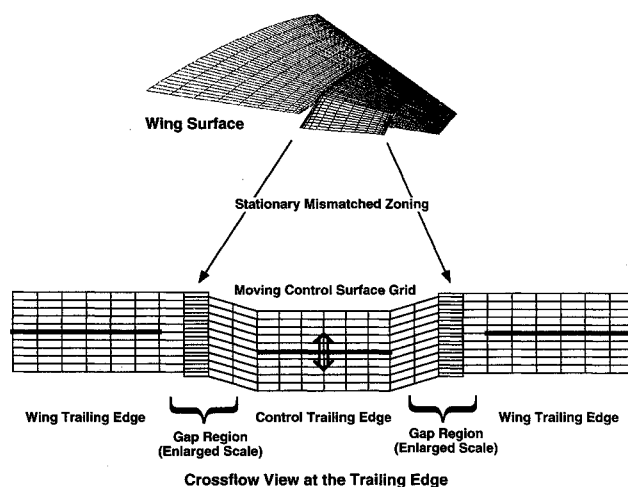 Wing Surface
Stationary Mismatched Zoning
Moving Control Surface Grid
Wing Trailing Edge
Gap Region
(Enlarged Scale)
Control Trailing Edge
Gap Region
(Enlarged Scale)
Wing Trailing Edge
Crossflow View at the Trailing Edge